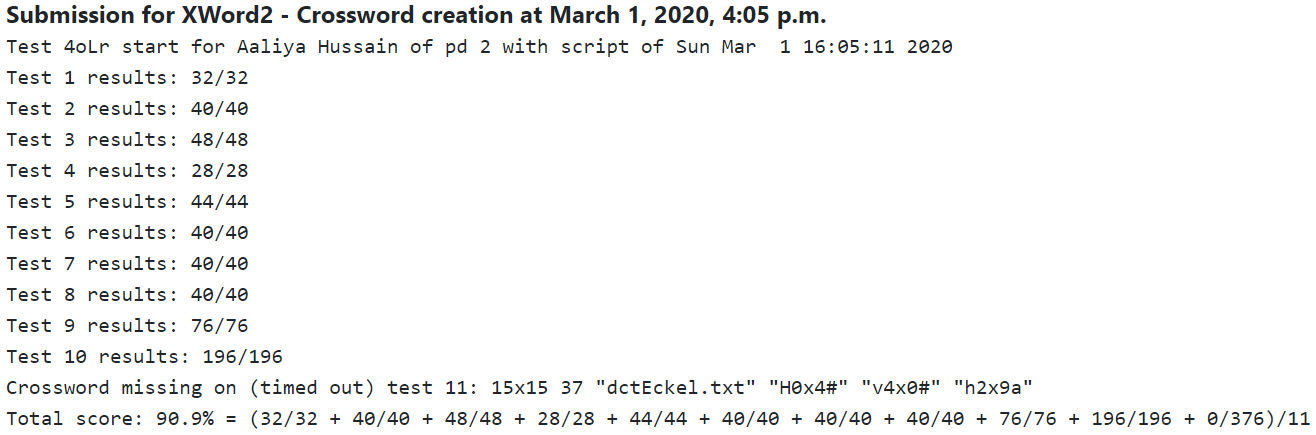 Submission for XWord2 - Crossword creation at March 1, 2020, 4:05 p.m.
Test 4oLr start for Aaliya Hussain of pd 2 with script of Sun Mar  1 16:05:11 2020
Test 1 results: 32/32
Test 2 results: 40/40
Test 3 results: 48/48
Test 4 results: 28/28
Test 5 results: 44/44
Test 6 results: 40/40
Test 7 results: 40/40
Test 8 results: 40/40
Test 9 results: 76/76
Test 10 results: 196/196
Crossword missing on (timed out) test 11: 15x15 37 "dctEckel.txt" "H0x4#" "v4x0#" "h2x9a"
Total score: 90.9% = (32/32 + 40/40 + 48/48 + 28/28 + 44/44 + 40/40 + 40/40 + 40/40 + 76/76 + 196/196 + 0/376)/11